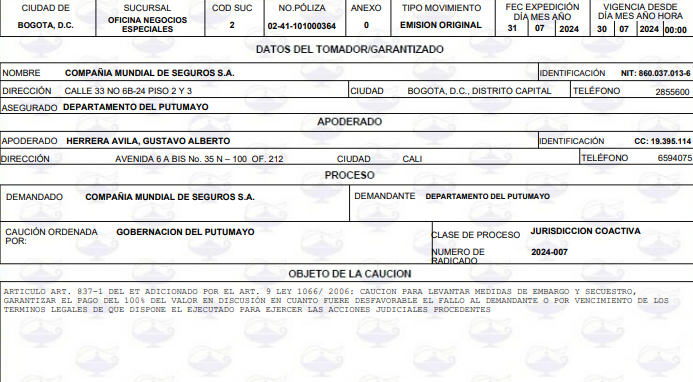 CIUDAD DE SUCURSAL COD SUC NO.PÓLIZA ANEXO TIPO MOVIMIENTO FEC EXPEDICIÓN VIGENCIA DESDE
DÍA MES AÑO DÍA MES AÑO HORA
BOGOTA, D.C. OFICINA NEGOCIOS ESPECIALES 2 02-41-101000364 0 EMISION ORIGINAL 31 07 2024 30 07 2024 00:00
DATOS DEL TOMADOR/GARANTIZADO
NOMBRE COMPAÑIA MUNDIAL DE SEGUROS S.A. IDENTIFICACIÓN NIT: 860.037.013-6
DIRECCIÓN CALLE 33 NO 6B-24 PISO 2 Y 3 CIUDAD BOGOTA, D.C., DISTRITO CAPITAL TELÉFONO 2855600
ASEGURADO DEPARTAMENTO DEL PUTUMAYO
APODERADO
APODERADO HERRERA AVILA, GUSTAVO ALBERTO IDENTIFICACIÓN CC: 19.395.114
DIRECCIÓN AVENIDA 6 A BIS No. 35 N – 100 OF. 212 CIUDAD CALI TELÉFONO 6594075
PROCESO
DEMANDADO COMPAÑIA MUNDIAL DE SEGUROS S.A. DEMANDANTE DEPARTAMENTO DEL PUTUMAYO
CAUCIÓN ORDENADA POR: GOBERNACION DEL PUTUMAYO CLASE DE PROCESO JURISDICCION COACTIVA
NUMERO DE RADICADO 2024-007
OBJETO DE LA CAUCION
ARTICULO ART. 837-1 DEL ET ADICIONADO POR EL ART. 9 LEY 1066/ 2006: CAUCION PARA LEVANTAR MEDIDAS DE EMBARGO Y SECUESTRO,
GARANTIZAR EL PAGO DEL 100% DEL VALOR EN DISCUSIÓN EN CUANTO FUERE DESFAVORABLE EL FALLO AL DEMANDANTE O POR VENCIMIENTO DE LOS
TERMINOS LEGALES DE QUE DISPONE EL EJECUTADO PARA EJERCER LAS ACCIONES JUDICIALES PROCEDENTES